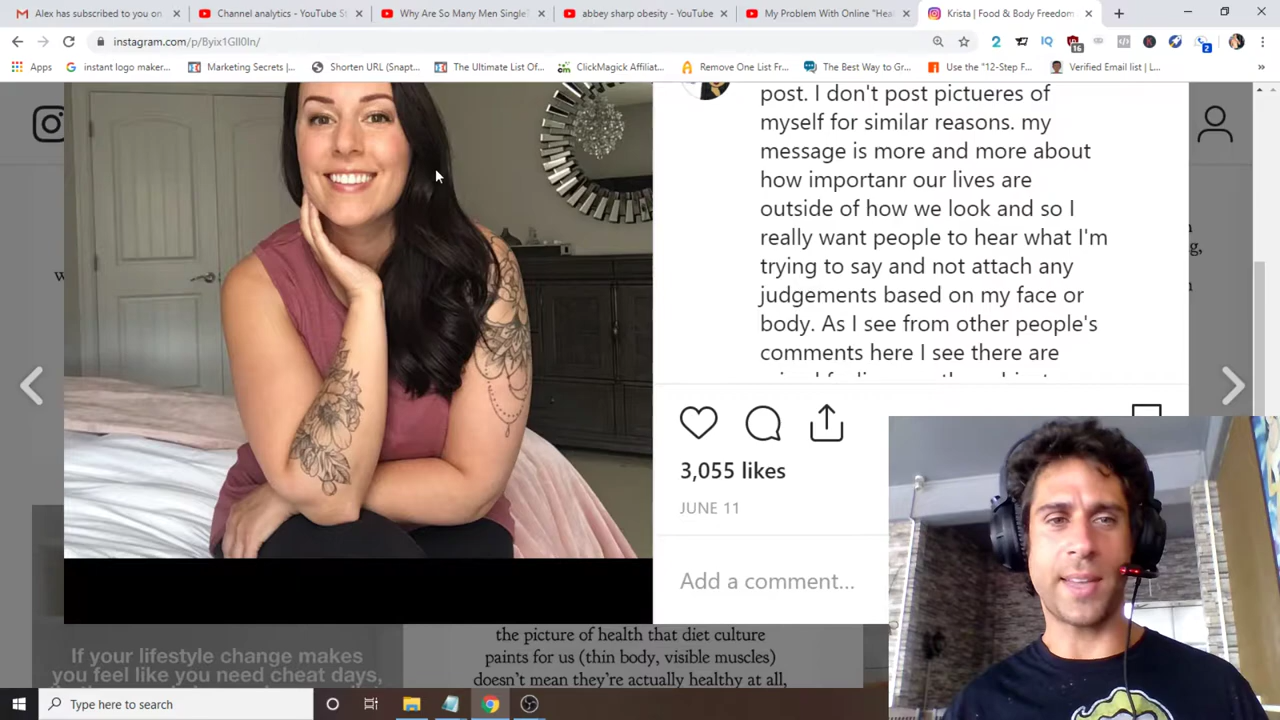 Alex has subscribed to you on
Channel analytics - YouTube St
Why Are So Many Men Single?
abbey sharp obesity - YouTube
My Problem With Online "Hea
Krista | Food & Body Freedom
instagram.com/p/Byix1GlI0ln/
2
IQ
16
2
Apps
instant logo maker...
Marketing Secrets |...
Shorten URL (Snapt...
The Ultimate List Of...
ClickMagick Affiliat...
Remove One List Fr...
The Best Way to Gr...
Use the "12-Step F...
Verified Email list | L...
post. I don't post pictueres of
myself for similar reasons. my
message is more and more about
how importanr our lives are
outside of how we look and so I
really want people to hear what I'm
trying to say and not attach any
judgements based on my face or
body. As I see from other people's
comments here I see there are
3,055 likes
JUNE 11
Add a comment...
If your lifestyle change makes
you feel like you need cheat days,
the picture of health that diet culture
paints for us (thin body, visible muscles)
doesn't mean they're actually healthy at all,
Type here to search